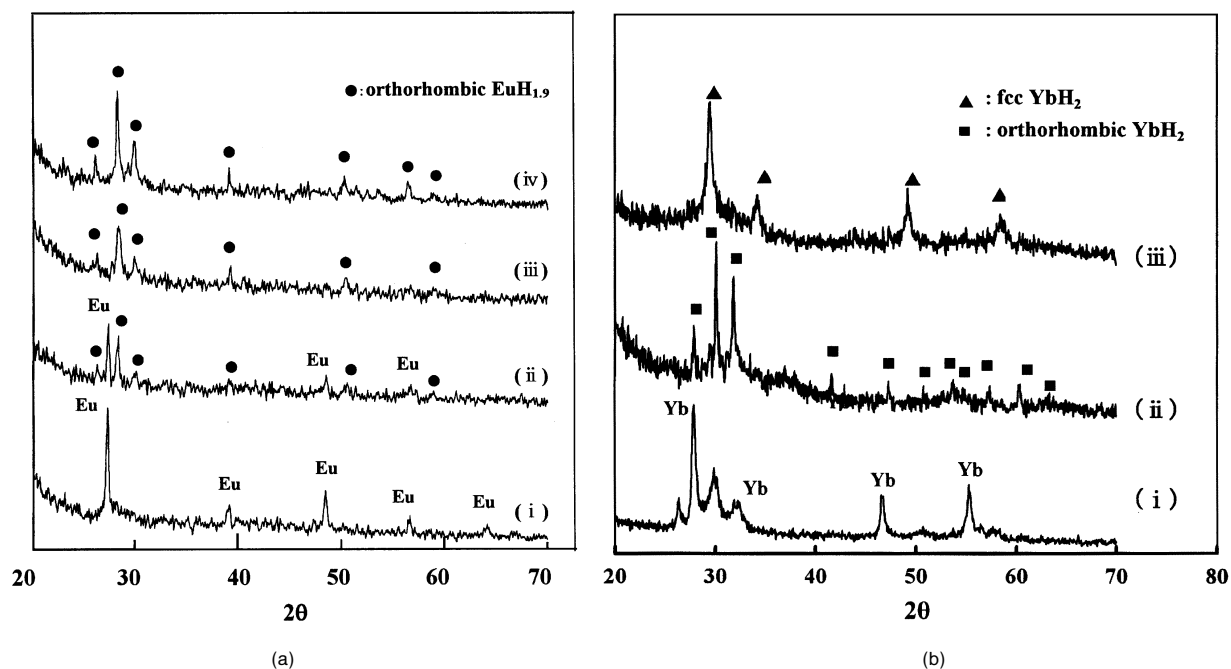 ●:orthorhombic EuH1.9
(iv)
(iii)
Eu
Eu Eu
(ii)
Eu
Eu Eu Eu Eu
(i)
20 30 40 50 60 70
2θ
(a)
▲ : fcc YbH2
■ : orthorhombic YbH2
(iii)
(ii)
Yb
Yb Yb Yb
(i)
20 30 40 50 60 70 80
2θ
(b)